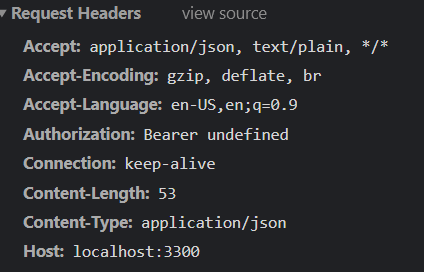 Request Headers view source
Accept: application/json, text/plain, */*
Accept-Encoding: gzip, deflate, br
Accept-Language: en-US,en;q=0.9
Authorization: Bearer undefined
Connection: keep-alive
Content-Length: 53
Content-Type: application/json
Host: localhost:3300